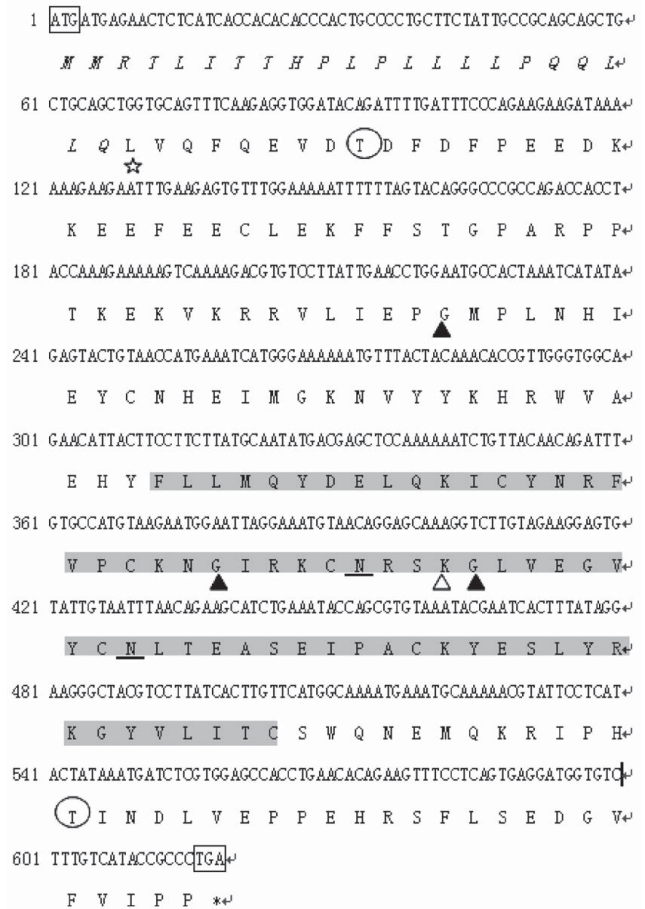 1 ATGATGAGAACTCTCATCACCACACACCCACTGCCCCTGCTTCTATTGCCGCAGCAGCTG↵
M M R T L I T T H P L P L L L L P Q Q L↵
61 CTGCAGCTGGTGCAGTTTCAAGAGGTGGATACAGATTTTGATTTCCCAGAAGAAGATAAA↵
L Q L V Q F Q E V D T D F D F P E E D K↵
121 AAAGAAGAATTTGAAGAGTGTTTGGAAAAATTTTTTAGTACAGGGCCCGCCAGACCACCT↵
K E E F E E C L E K F F S T G P A R P P↵
181 ACCAAAGAAAAAGTCAAAAGACGTGTCCTTATTGAACCTGGAATGCCACTAAATCATATA↵
T K E K V K R R V L I E P G M P L N H I↵
241 GAGTACTGTAACCATGAAATCATGGGAAAAAATGTTTACTACAAACACCGTTGGGTGGCA↵
E Y C N H E I M G K N V Y Y K H R W V A↵
301 GAACATTACTTCCTTCTTATGCAATATGACGAGCTCCAAAAAATCTGTTACAACAGATTT↵
E H Y F L L M Q Y D E L Q K I C Y N R F↵
361 GTGCCATGTAAGAATGGAATTAGGAAATGTAACAGGAGCAAAGGTCTTGTAGAAGGAGTG↵
V P C K N G I R K C N R S K G L V E G V↵
421 TATTGTAATTTAACAGAAGCATCTGAAATACCAGCGTGTAAATACGAATCACTTTATAGG↵
Y C N L T E A S E I P A C K Y E S L Y R↵
481 AAGGGCTACGTCCTTATCACTTGTTCATGGCAAAATGAAATGCAAAAACGTATTCCTCAT↵
K G Y V L I T C S W Q N E M Q K R I P H↵
541 ACTATAAATGATCTCGTGGAGCCACCTGAACACAGAAGTTTCCTCAGTGAGGATGGTGTC↵
T I N D L V E P P E H R S F L S E D G V↵
601 TTTGTCATACCGCCCTGA↵
F V I P P *↵